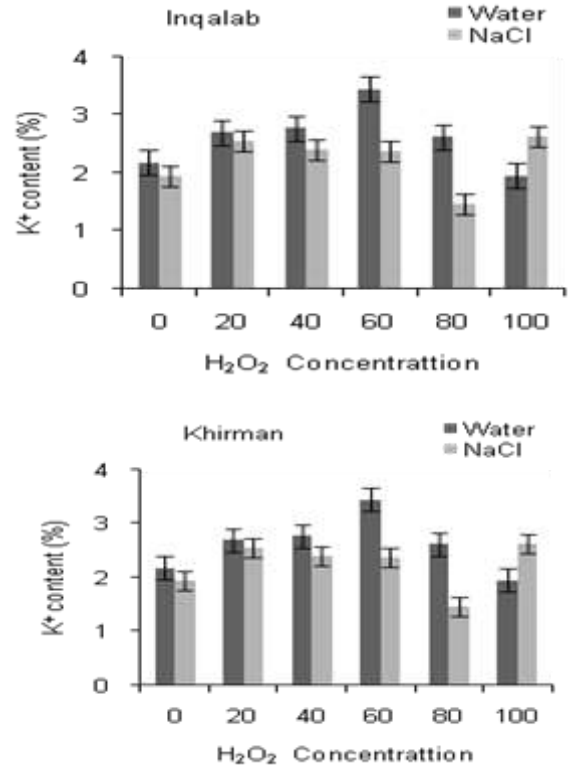 Inqalab
Water
NaCl
K⁺ content (%)
4
3
2
1
0
0 20 40 60 80 100
H₂O₂ Concentrattion
Khirman
Water
NaCl
K⁺ content (%)
4
3
2
1
0
0 20 40 60 80 100
H₂O₂ Concentrattion